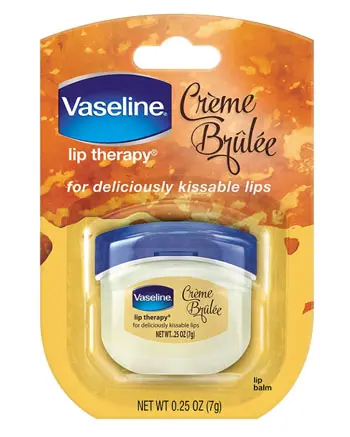 Vaseline®
Crème
Brûlée
lip therapy®
for deliciously kissable lips
Vaseline
lip therapy®
for deliciously kissable lips
Crème
Brûlée
NET WT. .25 OZ (7g)
lip
balm
NET WT 0.25 OZ (7g)